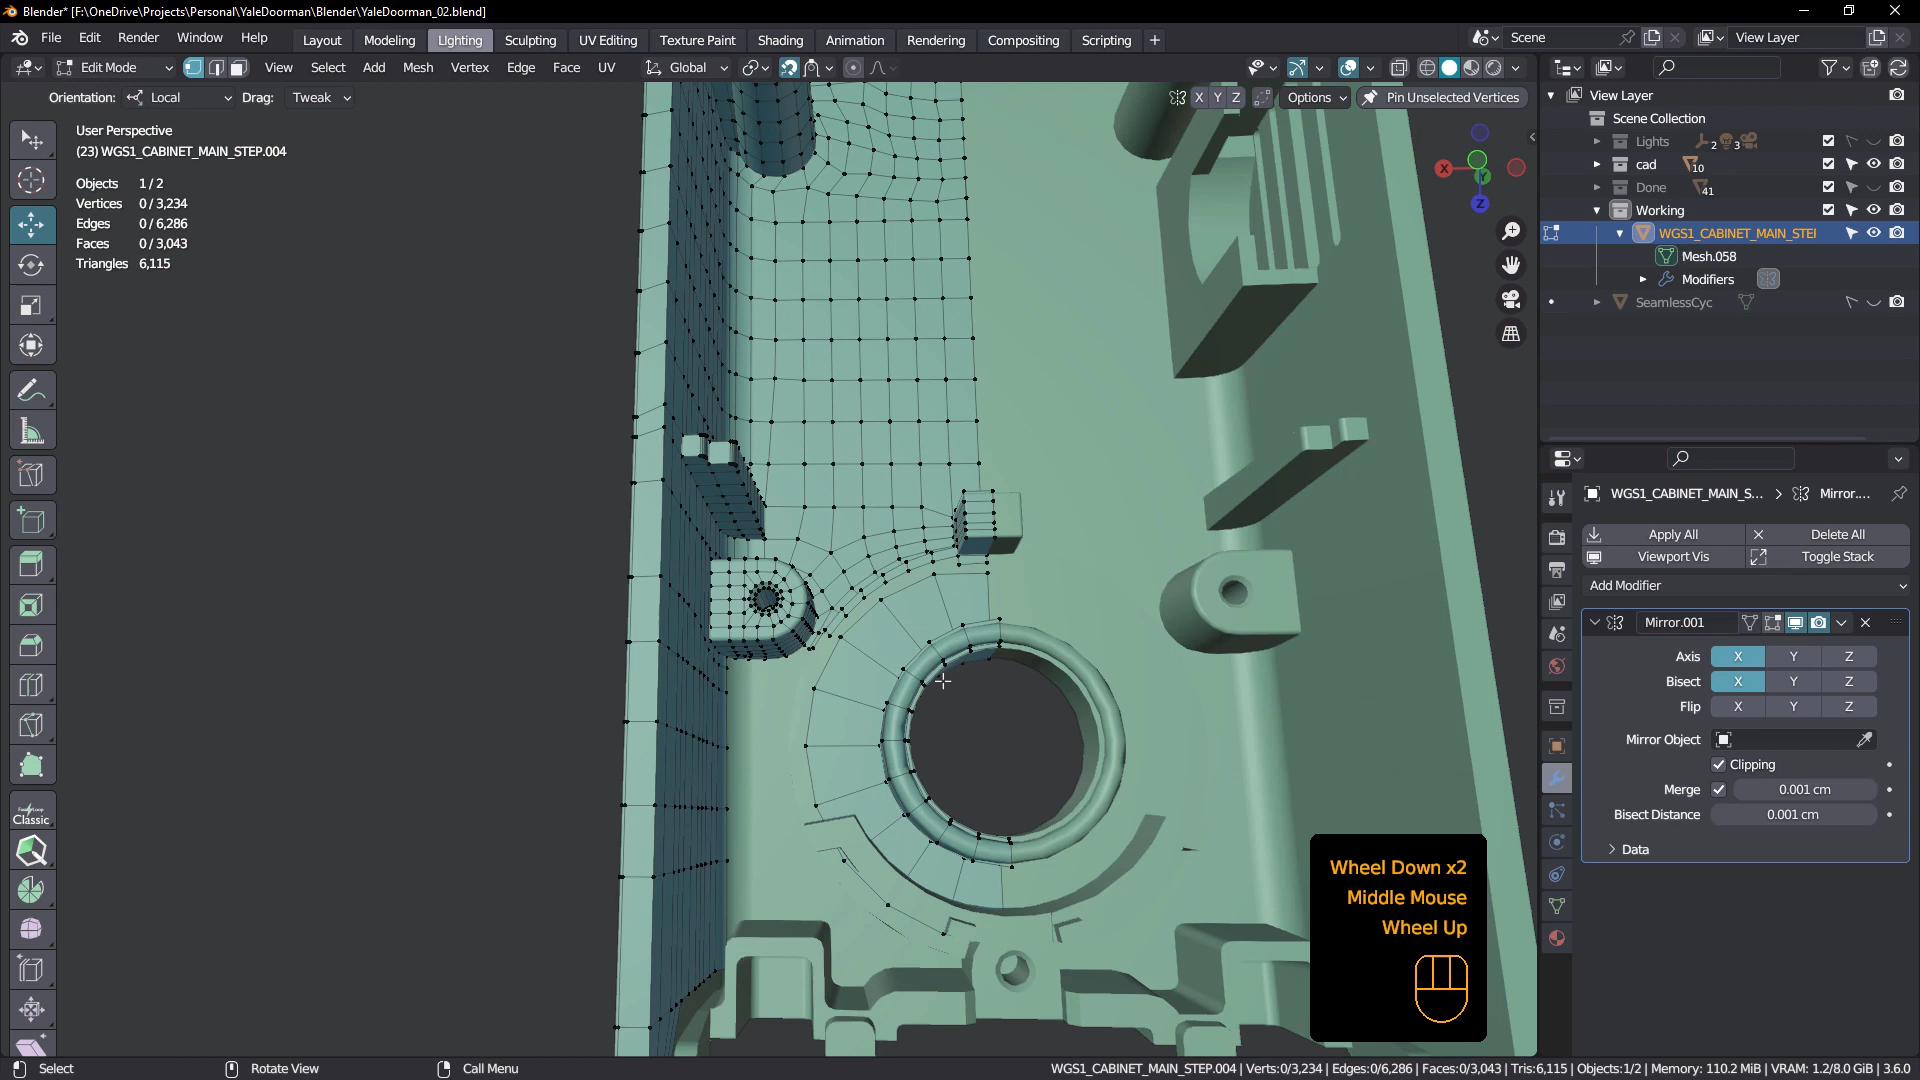 Blender* [F:\OneDrive\Projects\Personal\YaleDoorman\Blender\YaleDoorman_02.blend]
File Edit Render Window Help Layout Modeling Lighting Sculpting UV Editing Texture Paint Shading Animation Rendering Compositing Scripting + Scene View Layer
Edit Mode View Select Add Mesh Vertex Edge Face UV Global
Orientation: Local Drag: Tweak X Y Z Options Pin Unselected Vertices
View Layer
Scene Collection
Lights 2 3
cad 10
Done 41
Working
WGS1_CABINET_MAIN_STEI
Mesh.058
Modifiers
SeamlessCyc
User Perspective
(23) WGS1_CABINET_MAIN_STEP.004
Objects 1 / 2
Vertices 0 / 3,234
Edges 0 / 6,286
Faces 0 / 3,043
Triangles 6,115
X Y Z
Classic
WGS1_CABINET_MAIN_S... > Mirror....
Apply All Delete All
Viewport Vis Toggle Stack
Add Modifier
Mirror.001
Axis X Y Z
Bisect X Y Z
Flip X Y Z
Mirror Object
Clipping
Merge 0.001 cm
Bisect Distance 0.001 cm
Data
Wheel Down x2
Middle Mouse
Wheel Up
Select Rotate View Call Menu WGS1_CABINET_MAIN_STEP.004 | Verts:0/3,234 | Edges:0/6,286 | Faces:0/3,043 | Tris:6,115 | Objects:1/2 | Memory: 110.2 MiB | VRAM: 1.2/8.0 GiB | 3.6.0